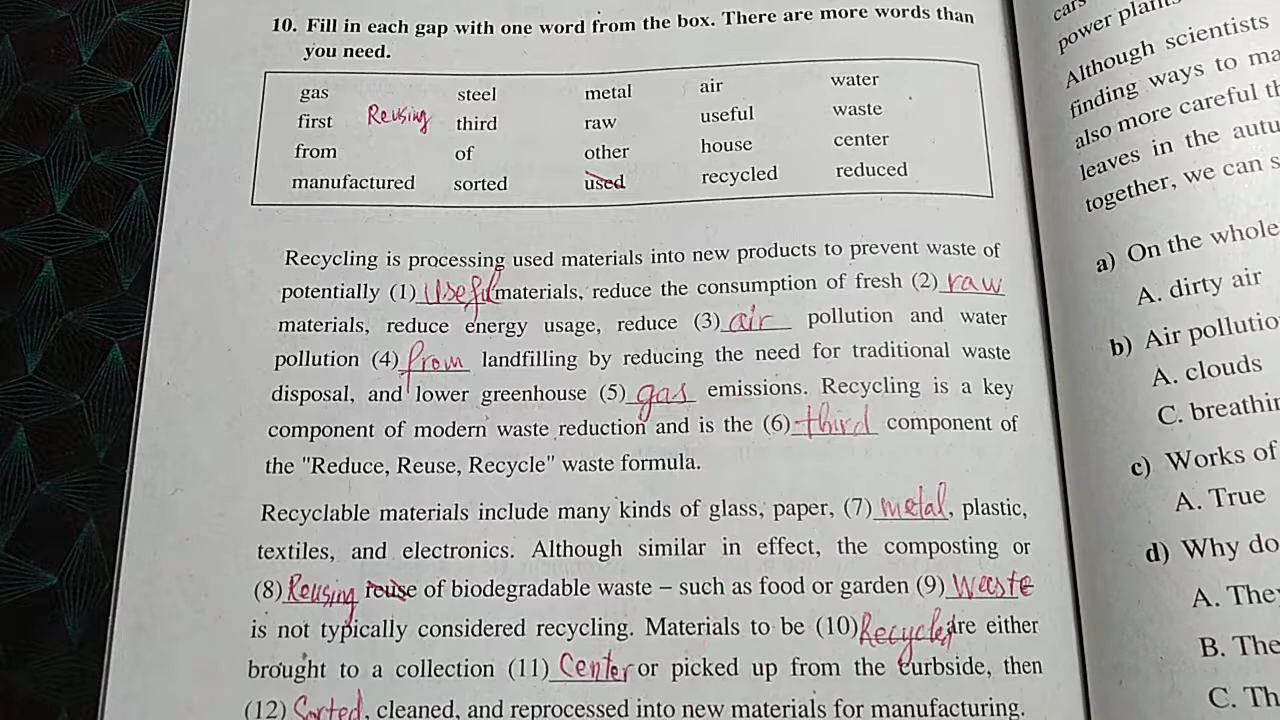 10. Fill in each gap with one word from the box. There are more words than
you need.
gas steel metal air water
first Reusing third raw useful waste
from of other house center
manufactured sorted used recycled reduced
Recycling is processing used materials into new products to prevent waste of
potentially (1) Useful materials, reduce the consumption of fresh (2) raw
materials, reduce energy usage, reduce (3) air pollution and water
pollution (4) from landfilling by reducing the need for traditional waste
disposal, and lower greenhouse (5) gas emissions. Recycling is a key
component of modern waste reduction and is the (6) third component of
the "Reduce, Reuse, Recycle" waste formula.
Recyclable materials include many kinds of glass, paper, (7) metal, plastic,
textiles, and electronics. Although similar in effect, the composting or
(8) Reusing reuse of biodegradable waste – such as food or garden (9) Waste
is not typically considered recycling. Materials to be (10) Recycled are either
brought to a collection (11) Center or picked up from the curbside, then
(12) Sorted, cleaned, and reprocessed into new materials for manufacturing.
cars
power plants
Although scientists
finding ways to ma
also more careful th
leaves in the autu
together, we can s
a) On the whole
A. dirty air
b) Air pollutio
A. clouds
C. breathin
c) Works of
A. True
d) Why do
A. They
B. The
C. Th